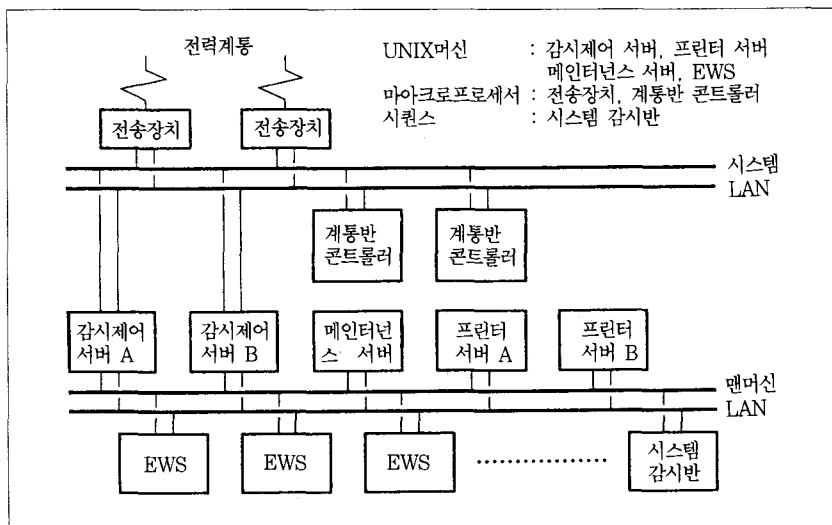 전력계통
UNIX머신 : 감시제어 서버, 프린터 서버
메인터넌스 서버, EWS
마아크로프로세서 : 전송장치, 계통반 콘트롤러
시퀀스 : 시스템 감시반
전송장치
전송장치
시스템
LAN
계통반
콘트롤러
계통반
콘트롤러
감시제어
서버 A
감시제어
서버 B
메인터넌
스 서버
프린터
서버 A
프린터
서버 B
맨머신
LAN
EWS
EWS
EWS
시스템
감시반